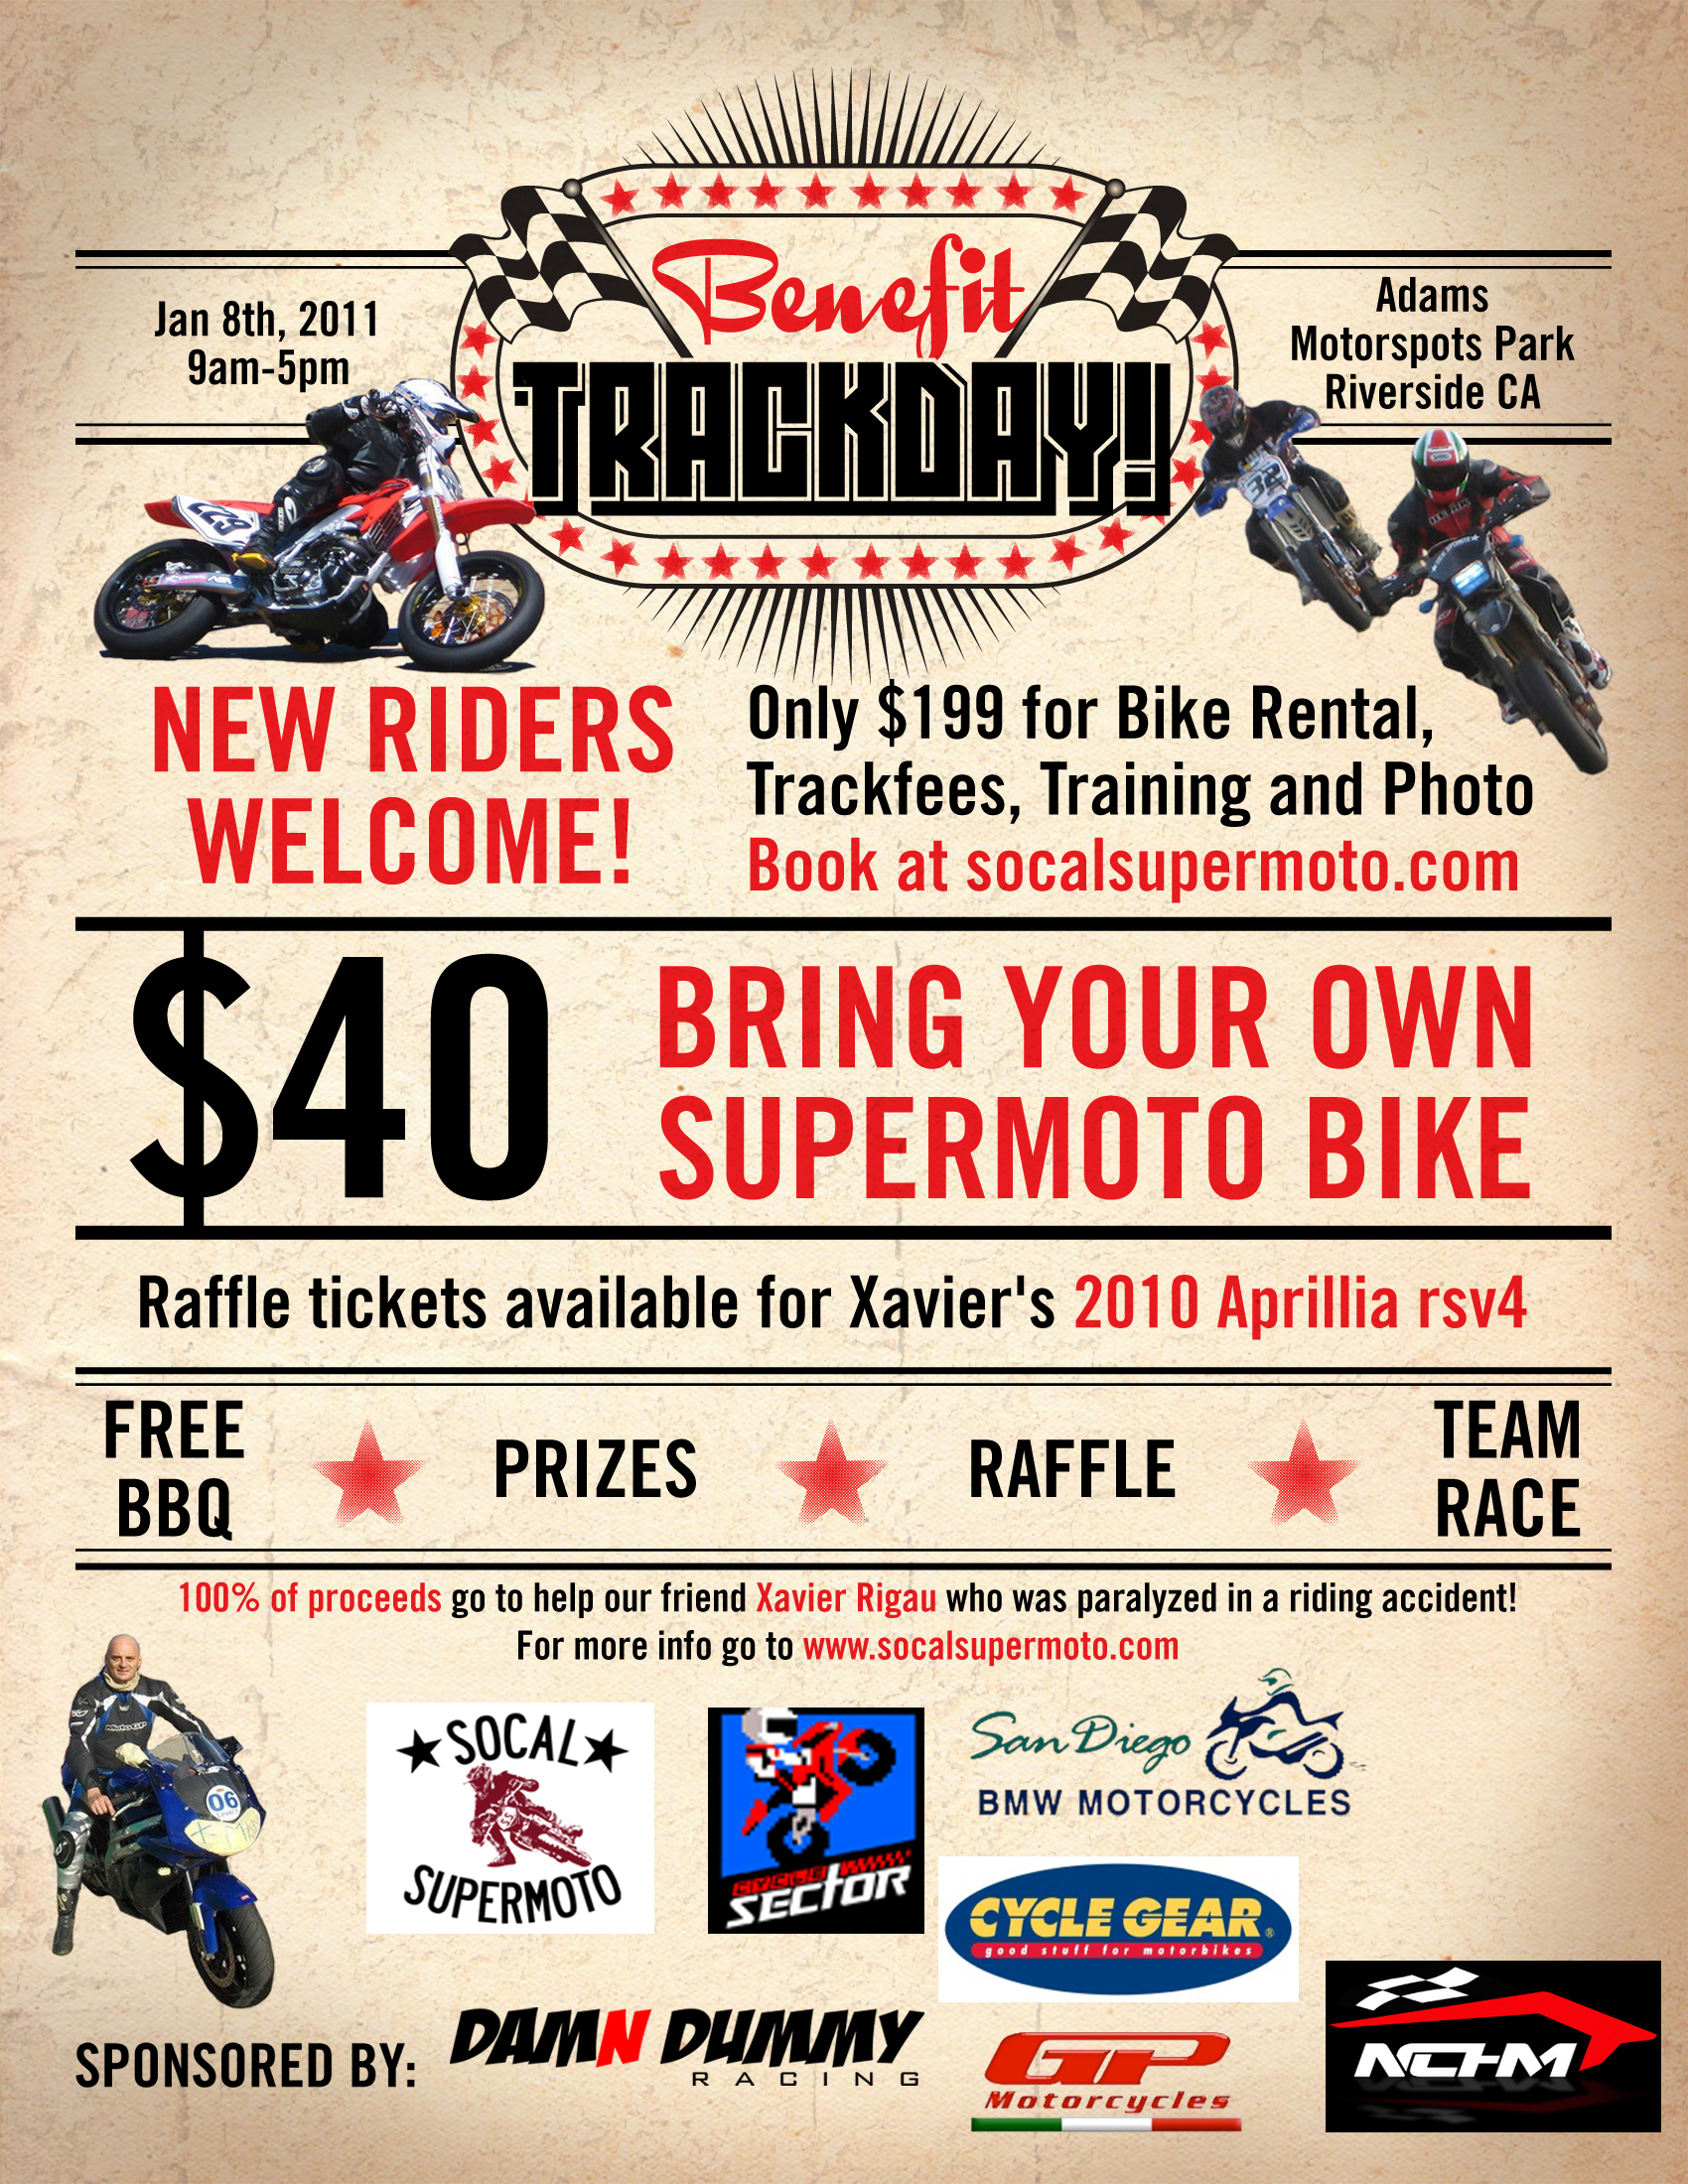 Benefit
TRACKDAY!
Jan 8th, 2011
9am-5pm
Adams
Motorspots Park
Riverside CA
229
34
NEW RIDERS
WELCOME!
Only $199 for Bike Rental,
Trackfees, Training and Photo
Book at socalsupermoto.com
$40
BRING YOUR OWN
SUPERMOTO BIKE
Raffle tickets available for Xavier's 2010 Aprillia rsv4
FREE
BBQ
PRIZES
RAFFLE
TEAM
RACE
100% of proceeds go to help our friend Xavier Rigau who was paralyzed in a riding accident!
For more info go to www.socalsupermoto.com
MotoGP
06
SOCAL
SUPERMOTO
CYCLE
SECTOR
San Diego
BMW MOTORCYCLES
CYCLE GEAR®
good stuff for motorbikes
SPONSORED BY:
DAMN DUMMY
RACING
GP
Motorcycles
NCHM